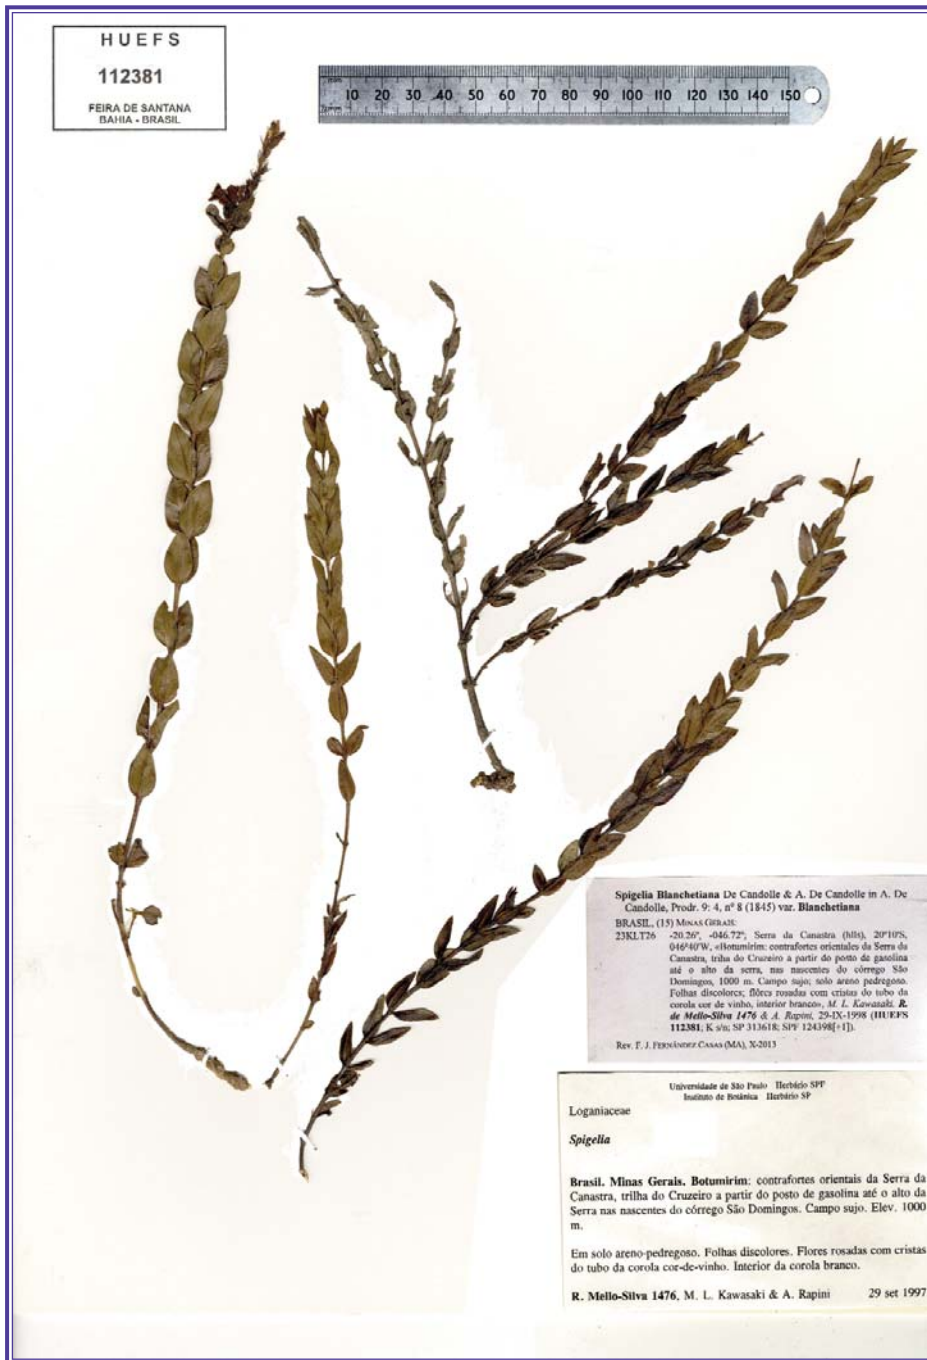 HUEFS
112381
FEIRA DE SANTANA
BAHIA - BRASIL
mm
10 20 30 40 50 60 70 80 90 100 110 120 130 140 150
Spigelia Blanchetiana De Candolle & A. De Candolle in A. De
Candolle, Prodr. 9: 4, nº 8 (1845) var. Blanchetiana
BRASIL, (15) MINAS GERAIS:
23KLT26 -20.26º, -046.72º; Serra da Canastra (hlls), 20º10'S,
046º40'W, «Botumirim: contrafortes orientales da Serra da
Canastra, trilha do Cruzeiro a partir do posto de gasolina
até o alto da serra, nas nascentes do córrego São
Domingos, 1000 m. Campo sujo; solo areno pedregoso.
Folhas discolores; flôres rosadas com cristas do tubo da
corola cor de vinho, interior branco», M. L. Kawasaki, R.
de Mello-Silva 1476 & A. Rapini, 29-IX-1998 (HUEFS
112381; K s/n; SP 313618; SPF 124398[+1]).
Rev. F. J. FERNÁNDEZ CASAS (MA), X-2013
Universidade de São Paulo Herbário SPF
Instituto de Botânica Herbário SP
Loganiaceae
Spigelia
Brasil. Minas Gerais. Botumirim: contrafortes orientais da Serra da
Canastra, trilha do Cruzeiro a partir do posto de gasolina até o alto da
Serra nas nascentes do córrego São Domingos. Campo sujo. Elev. 1000
m.
Em solo areno-pedregoso. Folhas discolores. Flores rosadas com cristas
do tubo da corola cor-de-vinho. Interior da corola branco.
R. Mello-Silva 1476, M. L. Kawasaki & A. Rapini 29 set 1997